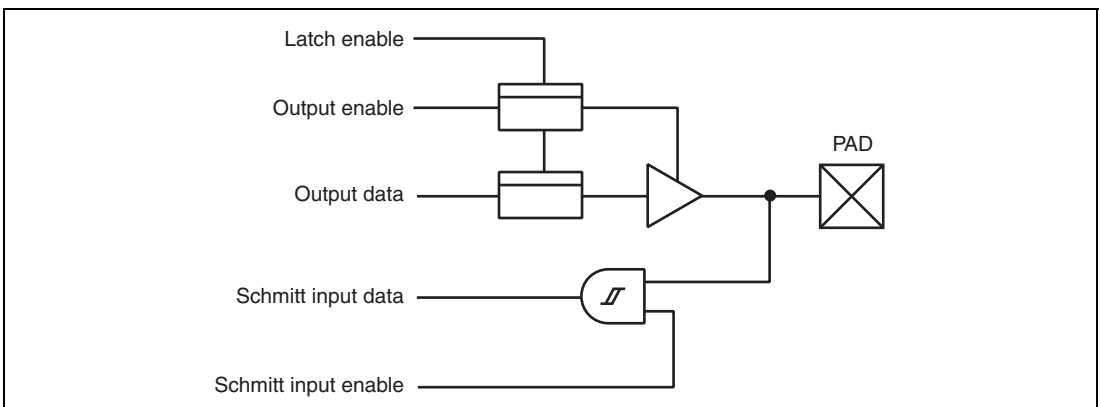 Latch enable
Output enable
PAD
Output data
Schmitt input data
Schmitt input enable